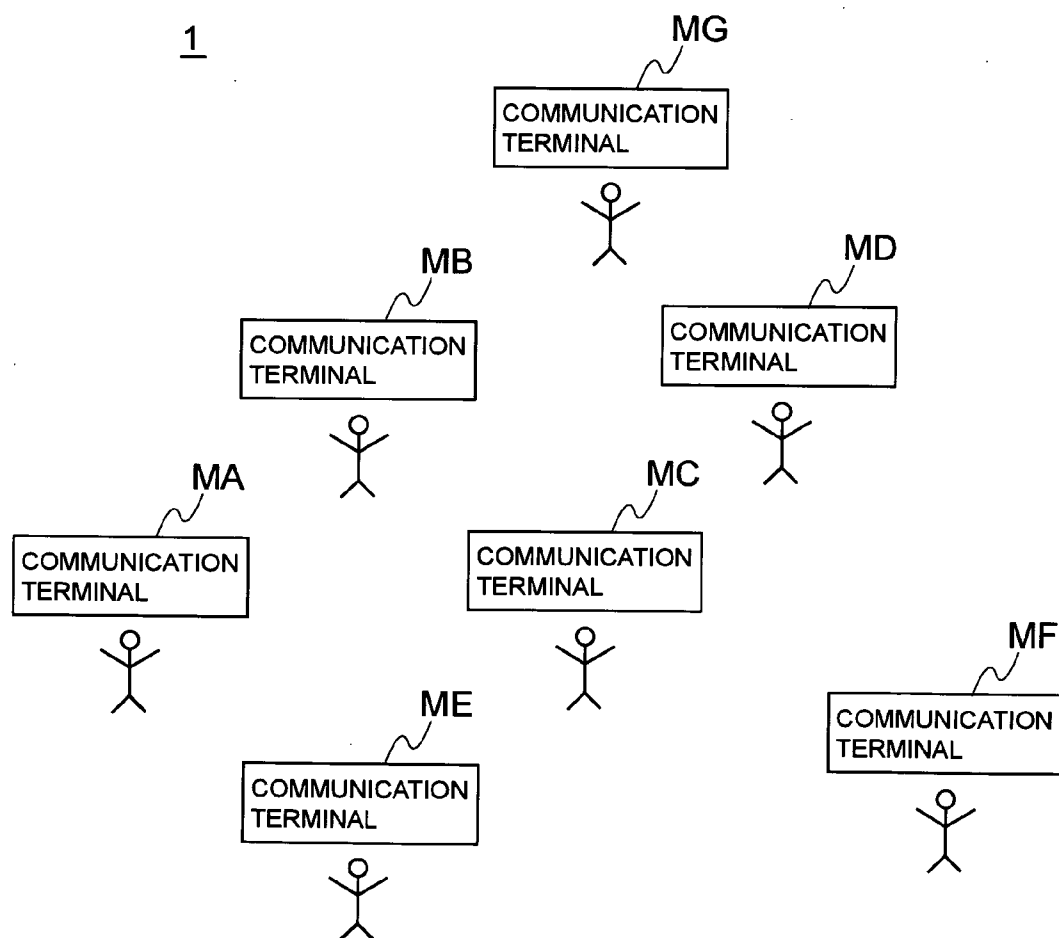 1
MG
COMMUNICATION
TERMINAL
MB
COMMUNICATION
TERMINAL
MD
COMMUNICATION
TERMINAL
MA
COMMUNICATION
TERMINAL
MC
COMMUNICATION
TERMINAL
MF
COMMUNICATION
TERMINAL
ME
COMMUNICATION
TERMINAL